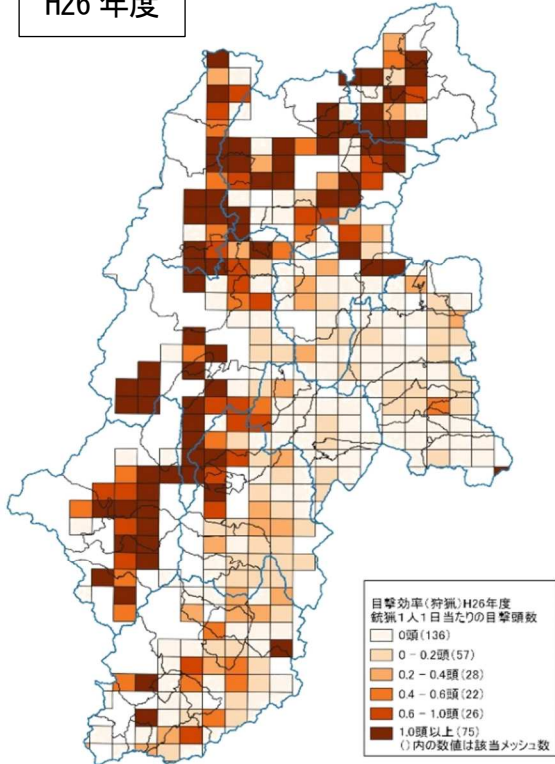 H26 年度
目撃効率(狩猟)H26年度
銃猟1人1日当たりの目撃頭数
0頭(136)
0 - 0.2頭(57)
0.2 - 0.4頭(28)
0.4 - 0.6頭(22)
0.6 - 1.0頭(26)
1.0頭以上(75)
()内の数値は該当メッシュ数